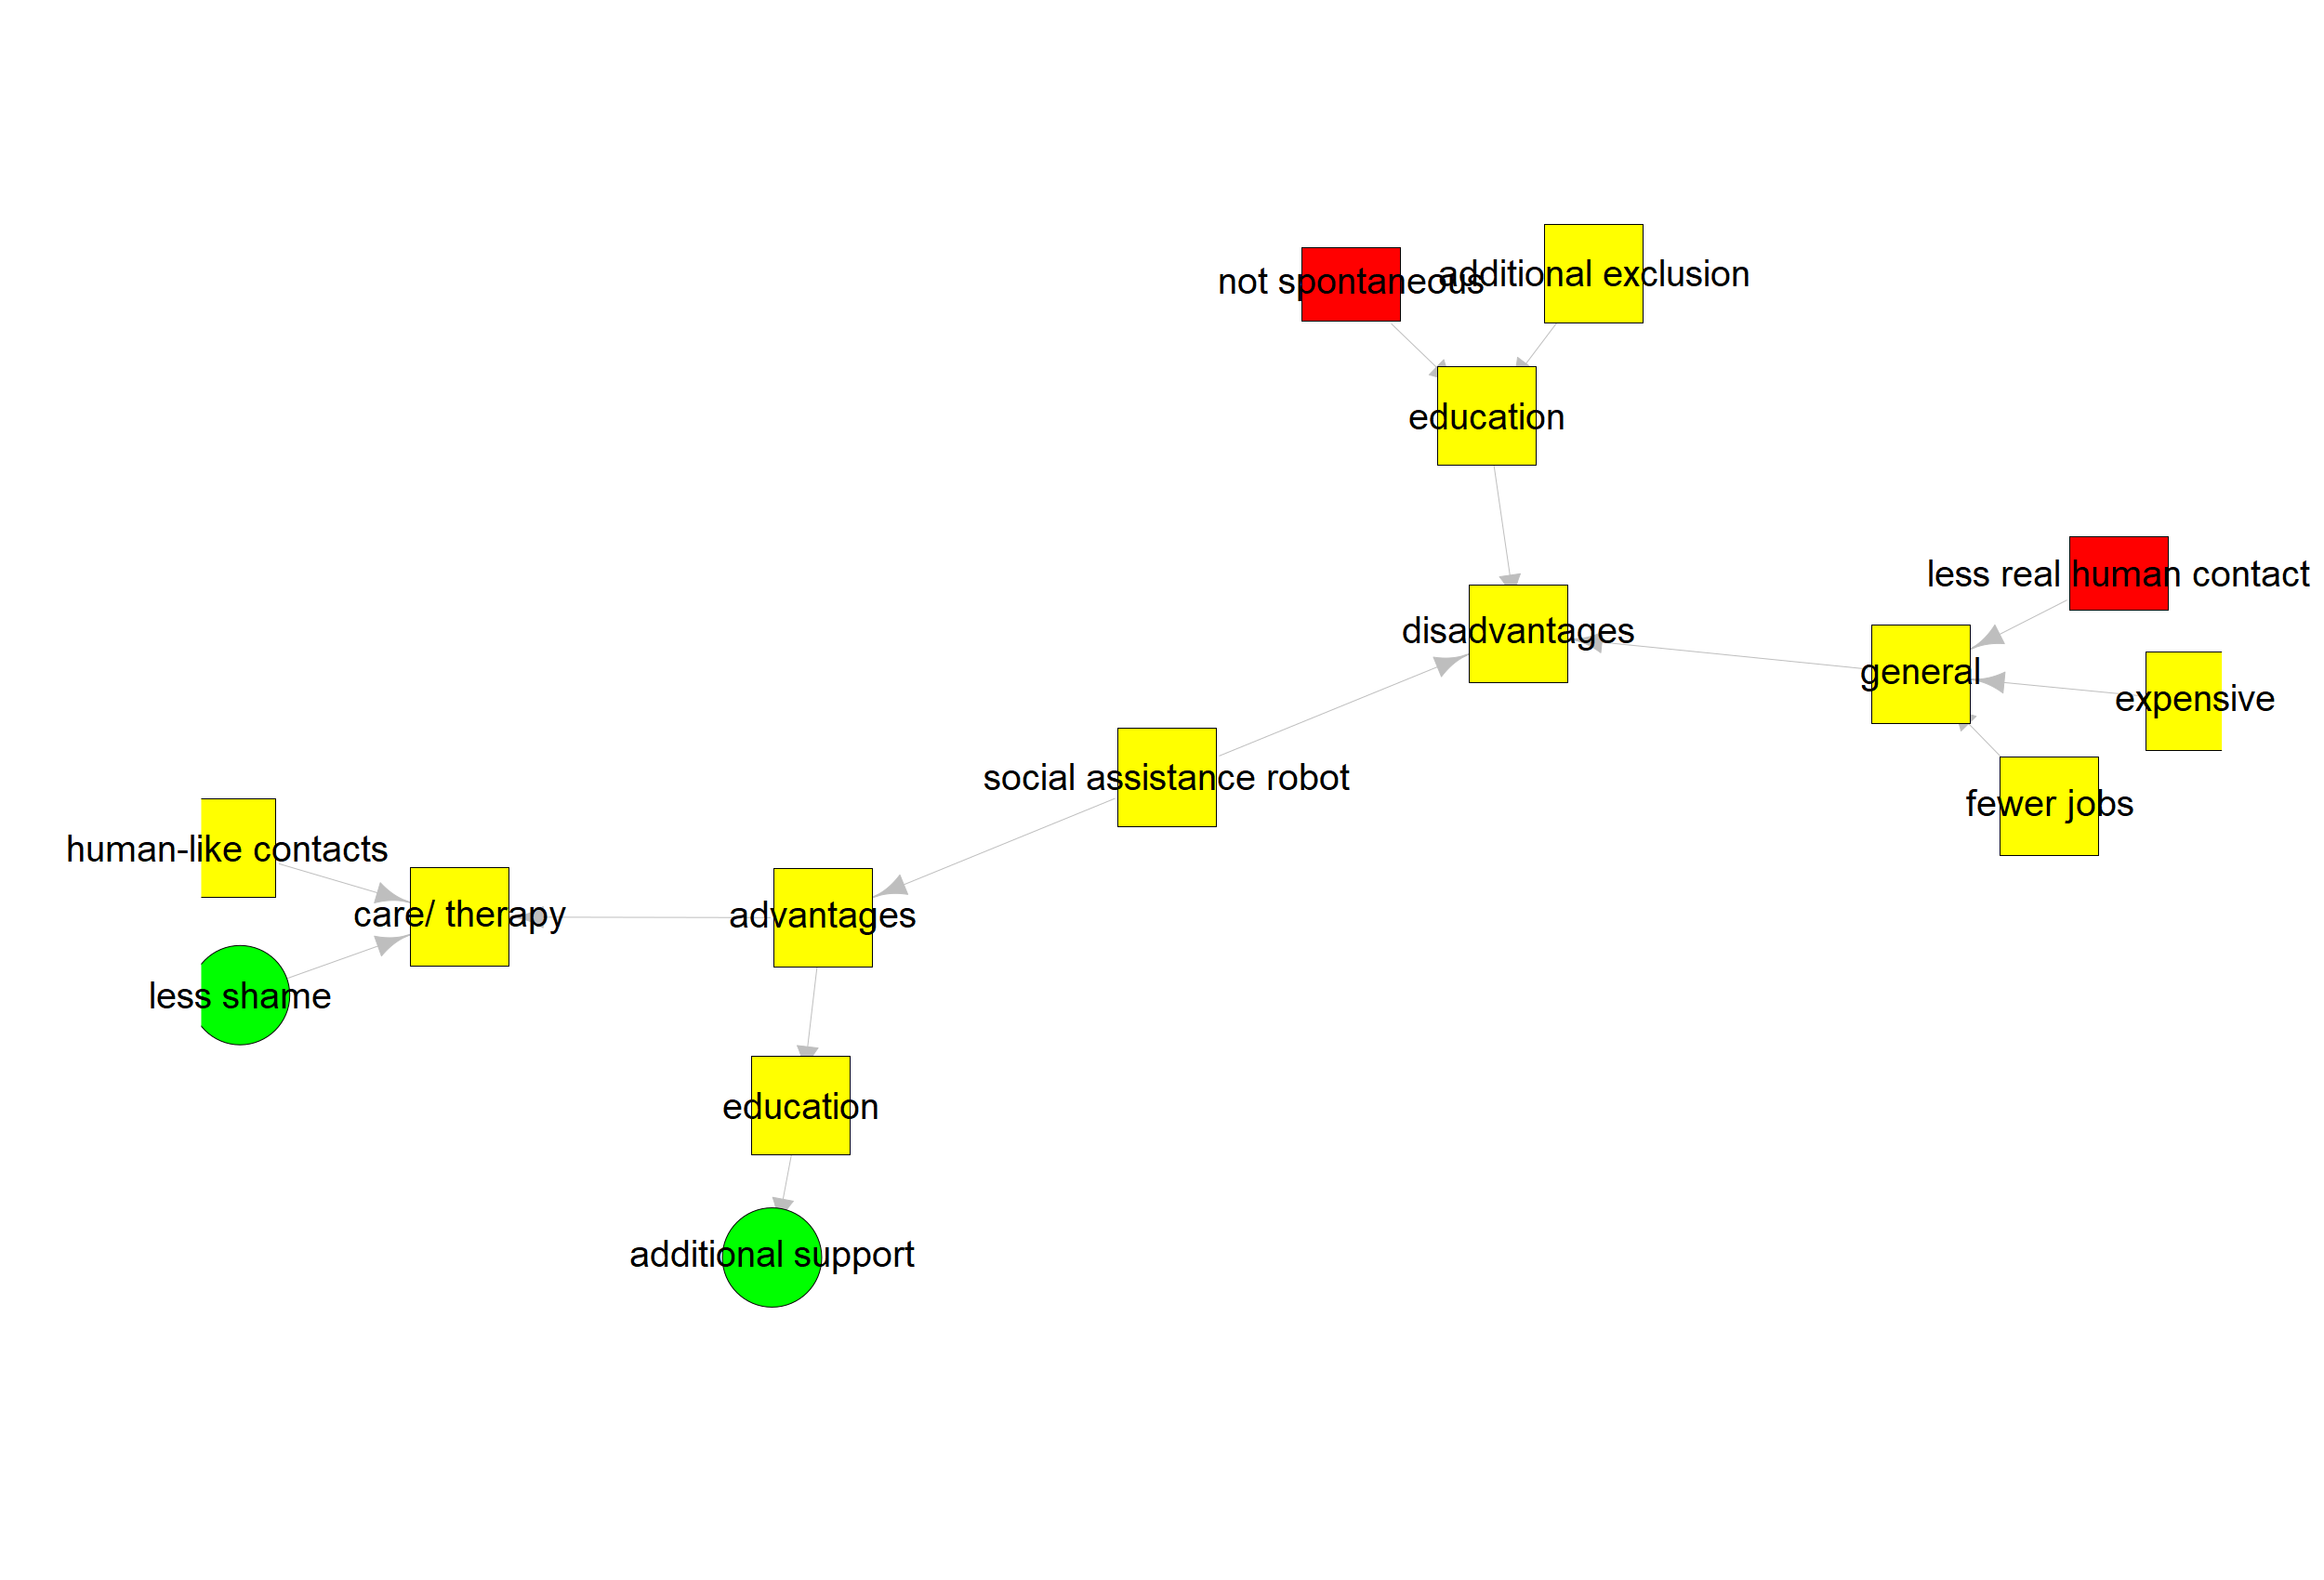 not spontaneous
additional exclusion
education
less real human contact
disadvantages
general
expensive
social assistance robot
fewer jobs
human-like contacts
care/ therapy
advantages
less shame
education
additional support